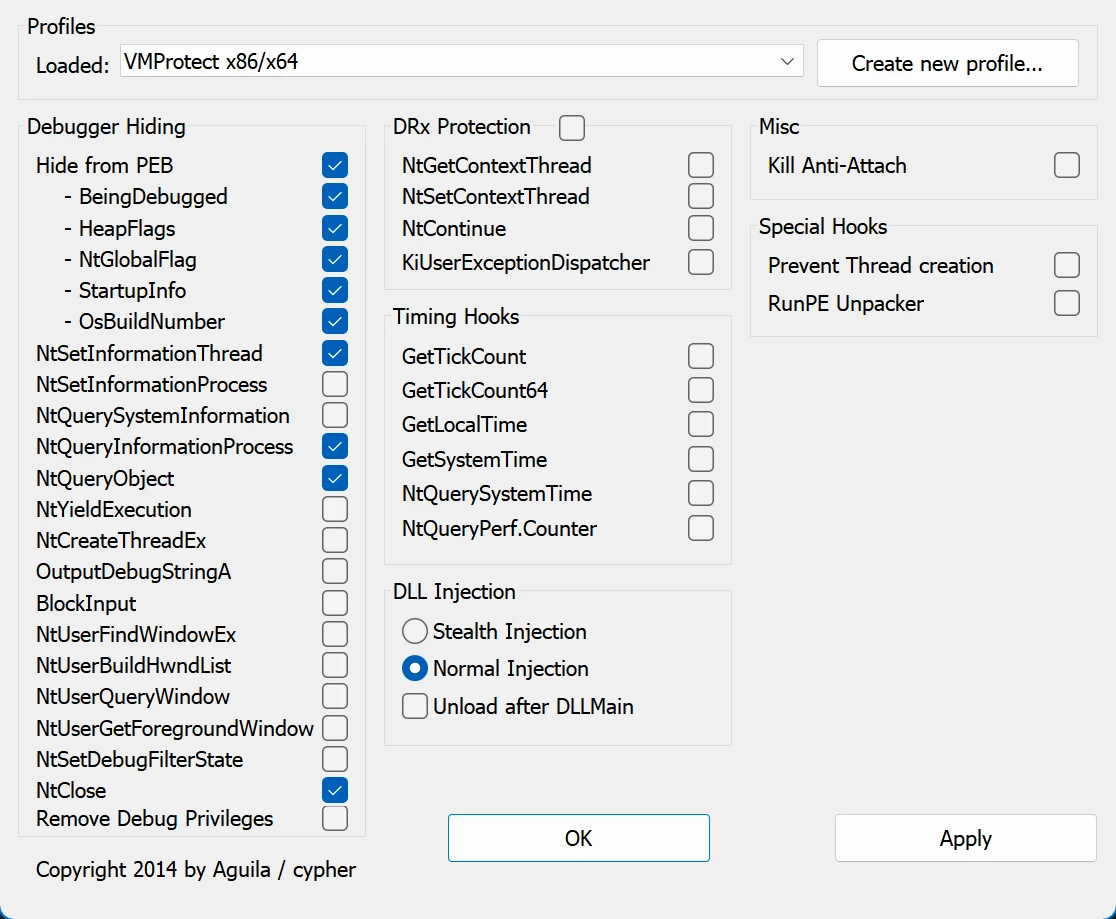 Profiles
Loaded: VMProtect x86/x64
Create new profile...
Debugger Hiding
Hide from PEB
- BeingDebugged
- HeapFlags
- NtGlobalFlag
- StartupInfo
- OsBuildNumber
NtSetInformationThread
NtSetInformationProcess
NtQuerySystemInformation
NtQueryInformationProcess
NtQueryObject
NtYieldExecution
NtCreateThreadEx
OutputDebugStringA
BlockInput
NtUserFindWindowEx
NtUserBuildHwndList
NtUserQueryWindow
NtUserGetForegroundWindow
NtSetDebugFilterState
NtClose
Remove Debug Privileges
DRx Protection
NtGetContextThread
NtSetContextThread
NtContinue
KiUserExceptionDispatcher
Timing Hooks
GetTickCount
GetTickCount64
GetLocalTime
GetSystemTime
NtQuerySystemTime
NtQueryPerf.Counter
DLL Injection
Stealth Injection
Normal Injection
Unload after DLLMain
Misc
Kill Anti-Attach
Special Hooks
Prevent Thread creation
RunPE Unpacker
OK
Apply
Copyright 2014 by Aguila / cypher